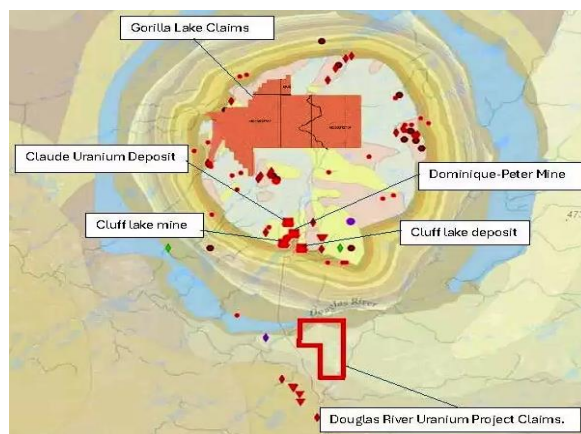 Gorilla Lake Claims
Claude Uranium Deposit
Dominique-Peter Mine
Cluff lake mine
Cluff lake deposit
Douglas River
Douglas River Uranium Project Claims.